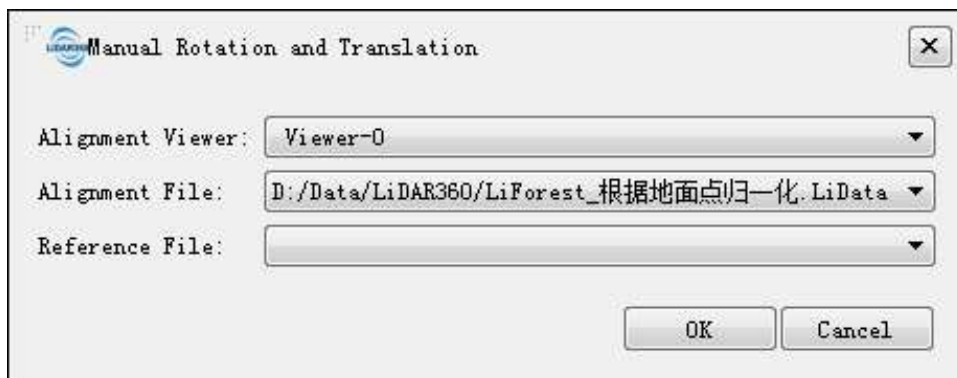 Manual Rotation and Translation
Alignment Viewer: Viewer-0
Alignment File: D:/Data/LiDAR360/LiForest_根据地面点归一化.LiData
Reference File:
OK Cancel